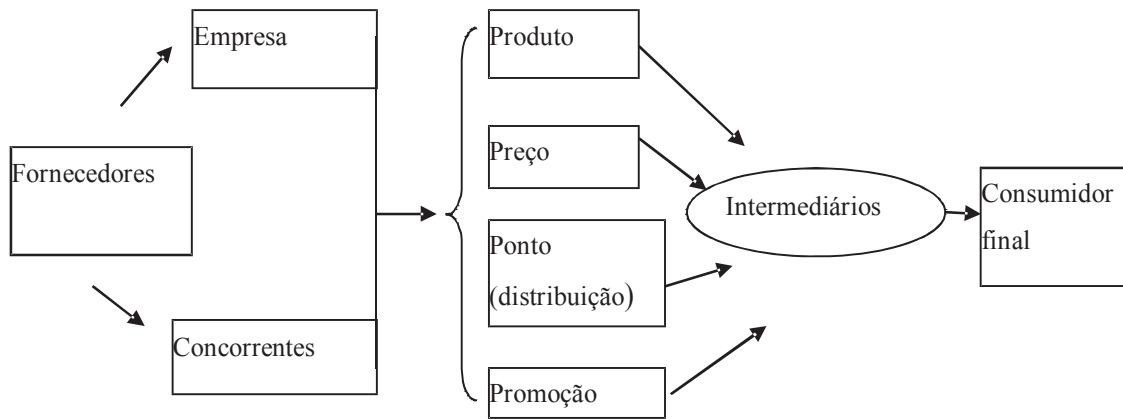 Empresa
Fornecedores
Concorrentes
Produto
Preço
Ponto
(distribuição)
Promoção
Intermediários
Consumidor
final